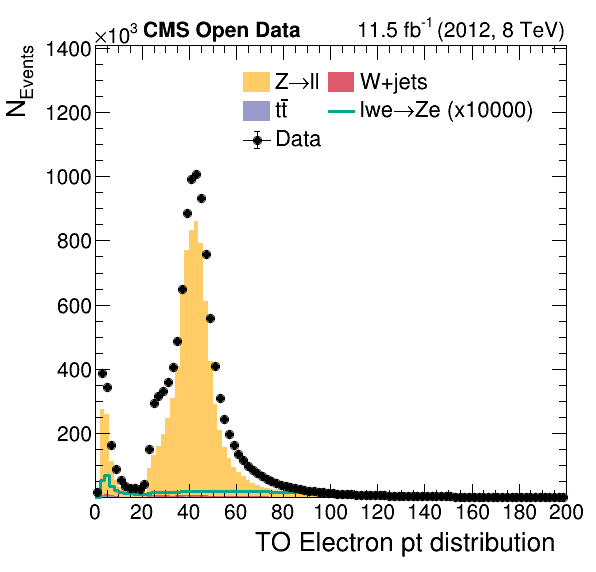 ×10³ CMS Open Data 11.5 fb⁻¹ (2012, 8 TeV)
N_Events
1400
1200
1000
800
600
400
200
Z→ll W+jets
tt̄ lwe→Ze (x10000)
Data
0 20 40 60 80 100 120 140 160 180 200
TO Electron pt distribution